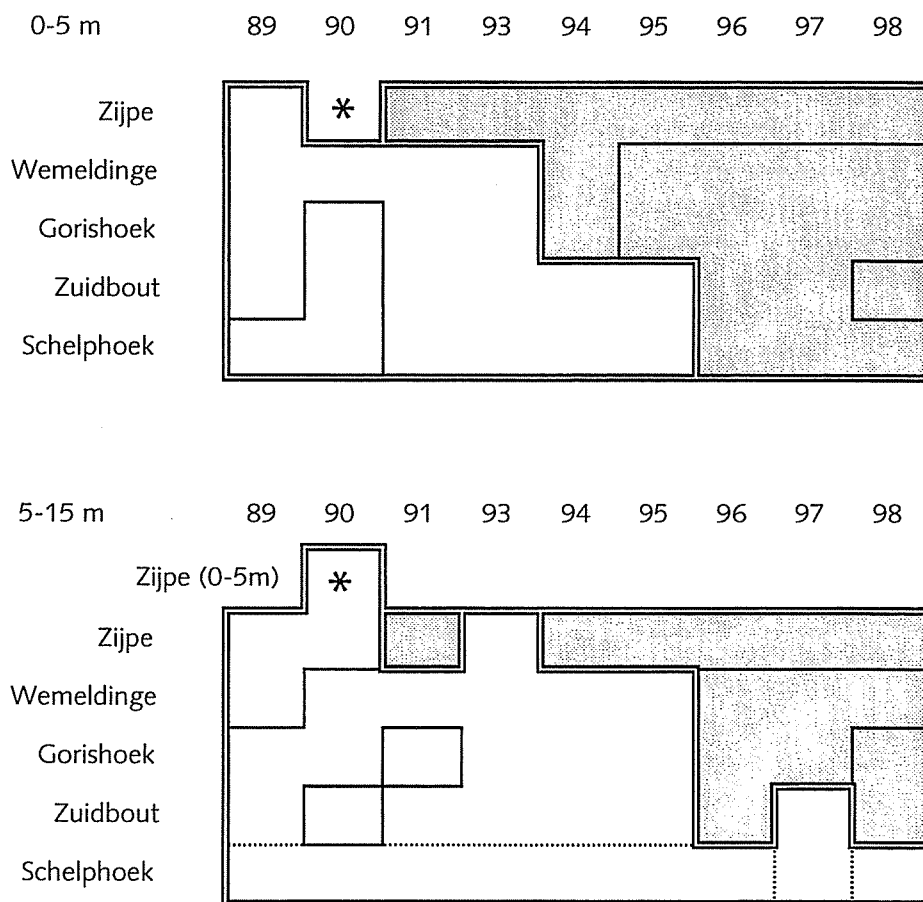 0-5 m 89 90 91 93 94 95 96 97 98
Zijpe *
Wemeldinge
Gorishoek
Zuidbout
Schelphoek
5-15 m 89 90 91 93 94 95 96 97 98
Zijpe (0-5m) *
Zijpe
Wemeldinge
Gorishoek
Zuidbout
Schelphoek